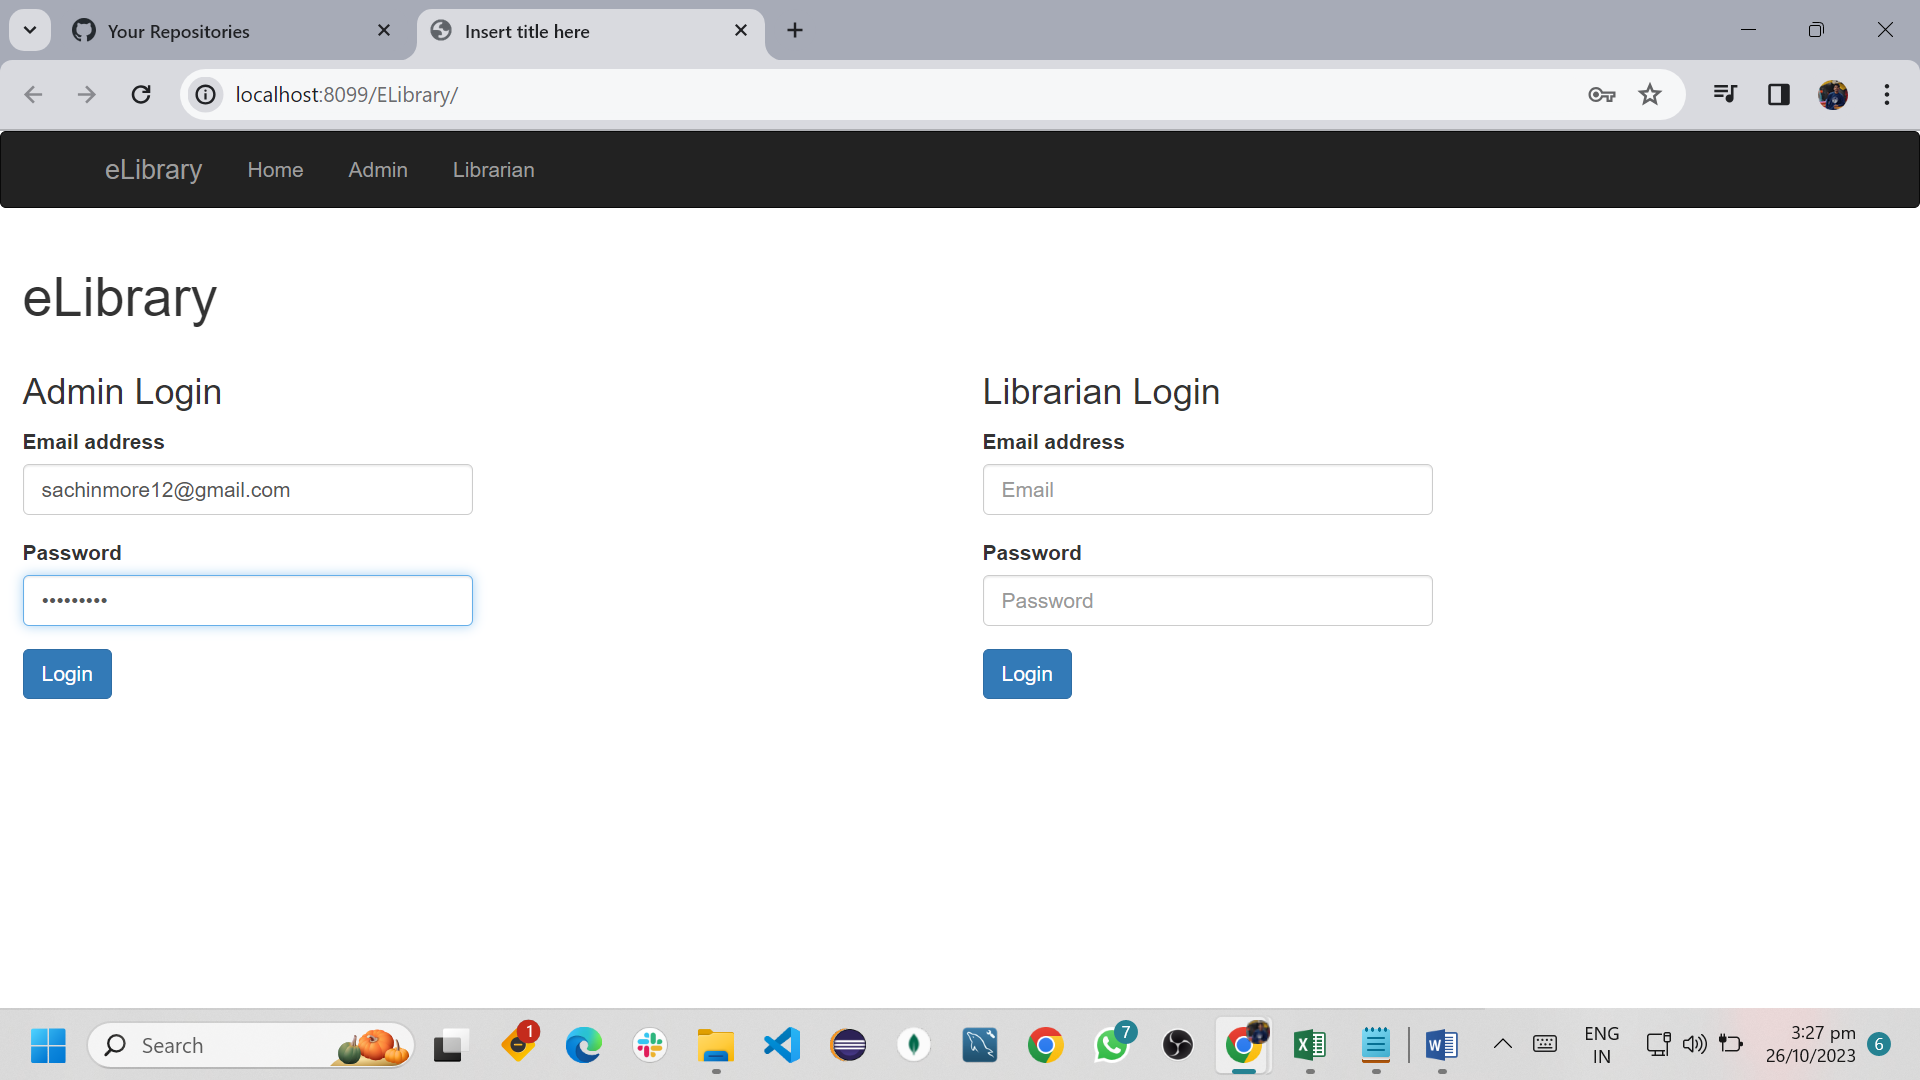 Your Repositories
Insert title here
localhost:8099/ELibrary/
eLibrary Home Admin Librarian
eLibrary
Admin Login
Email address
sachinmore12@gmail.com
Password
•••••••••
Login
Librarian Login
Email address
Email
Password
Password
Login
Search
1
7
X
W
ENG
IN
3:27 pm
26/10/2023
6